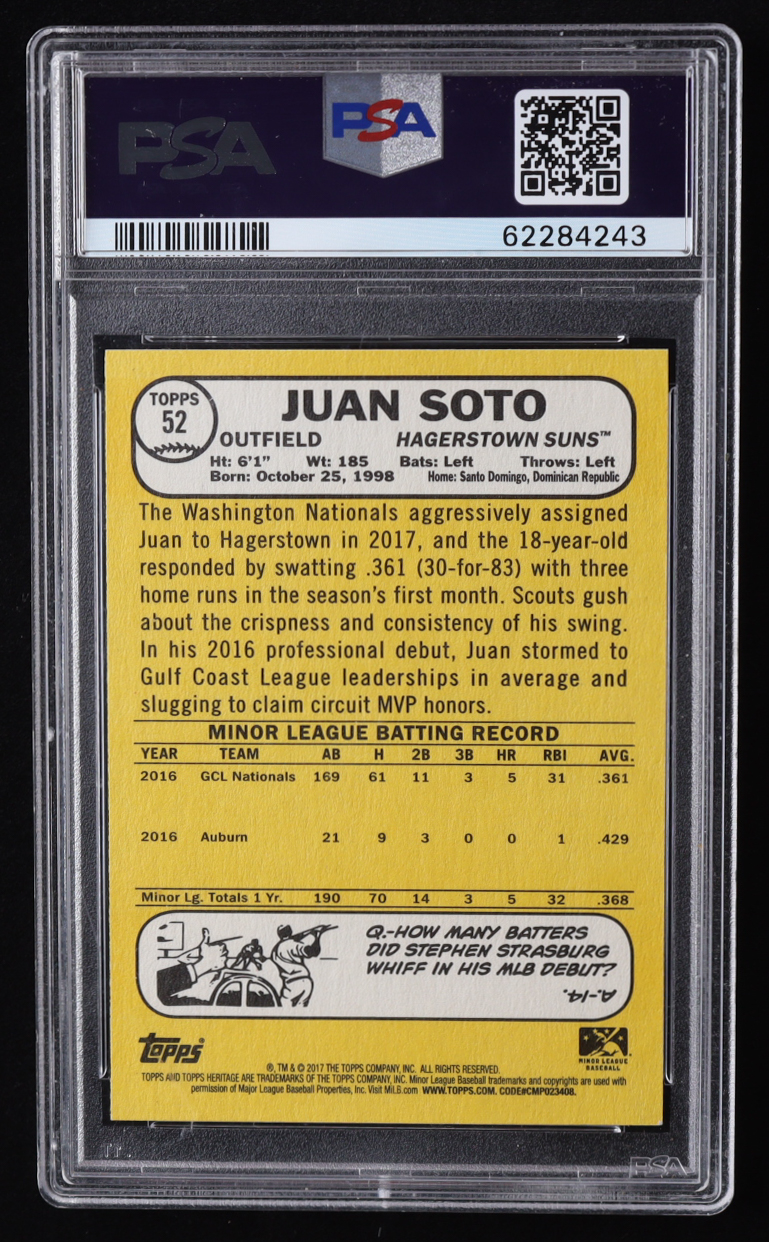 PSA
PSA
62284243
TOPPS
52
JUAN SOTO
OUTFIELD HAGERSTOWN SUNS™
Ht: 6'1" Wt: 185 Bats: Left Throws: Left
Born: October 25, 1998 Home: Santo Domingo, Dominican Republic
The Washington Nationals aggressively assigned
Juan to Hagerstown in 2017, and the 18-year-old
responded by swatting .361 (30-for-83) with three
home runs in the season's first month. Scouts gush
about the crispness and consistency of his swing.
In his 2016 professional debut, Juan stormed to
Gulf Coast League leaderships in average and
slugging to claim circuit MVP honors.
MINOR LEAGUE BATTING RECORD
YEAR TEAM AB H 2B 3B HR RBI AVG.
2016 GCL Nationals 169 61 11 3 5 31 .361
2016 Auburn 21 9 3 0 0 1 .429
Minor Lg. Totals 1 Yr. 190 70 14 3 5 32 .368
Q.-HOW MANY BATTERS
DID STEPHEN STRASBURG
WHIFF IN HIS MLB DEBUT?
A.-14.
Topps®
MINOR LEAGUE
BASEBALL
®, TM & © 2017 THE TOPPS COMPANY, INC. ALL RIGHTS RESERVED.
TOPPS AND TOPPS HERITAGE ARE TRADEMARKS OF THE TOPPS COMPANY, INC. Minor League Baseball trademarks and copyrights are used with
permission of Major League Baseball Properties, Inc. Visit MiLB.com WWW.TOPPS.COM. CODE#CMP023408.
PSA